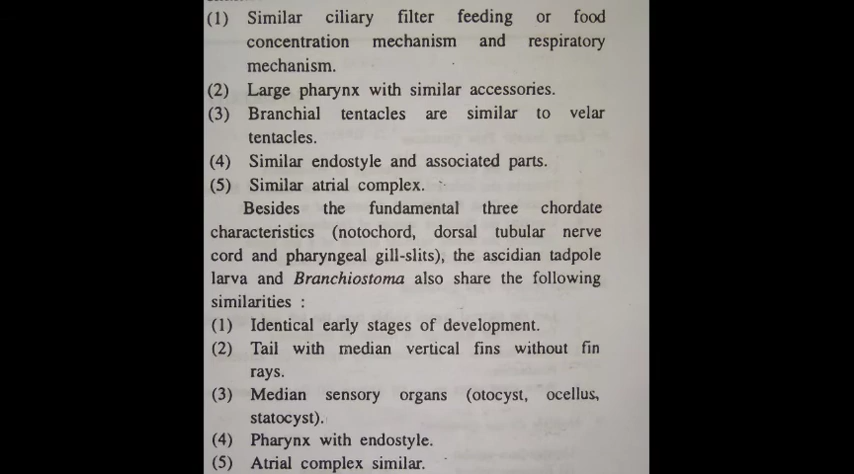 (1) Similar ciliary filter feeding or food
concentration mechanism and respiratory
mechanism.
(2) Large pharynx with similar accessories.
(3) Branchial tentacles are similar to velar
tentacles.
(4) Similar endostyle and associated parts.
(5) Similar atrial complex.
Besides the fundamental three chordate
characteristics (notochord, dorsal tubular nerve
cord and pharyngeal gill-slits), the ascidian tadpole
larva and Branchiostoma also share the following
similarities :
(1) Identical early stages of development.
(2) Tail with median vertical fins without fin
rays.
(3) Median sensory organs (otocyst, ocellus,
statocyst).
(4) Pharynx with endostyle.
(5) Atrial complex similar.